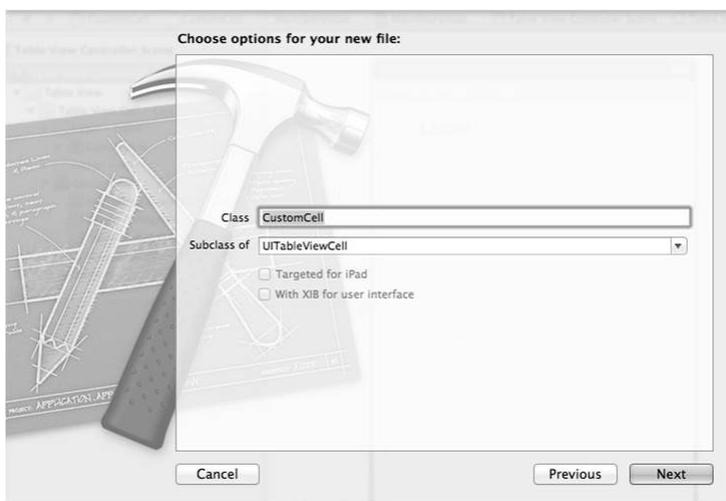 Choose options for your new file:
Class CustomCell
Subclass of UITableViewCell
Targeted for iPad
With XIB for user interface
Cancel
Previous
Next